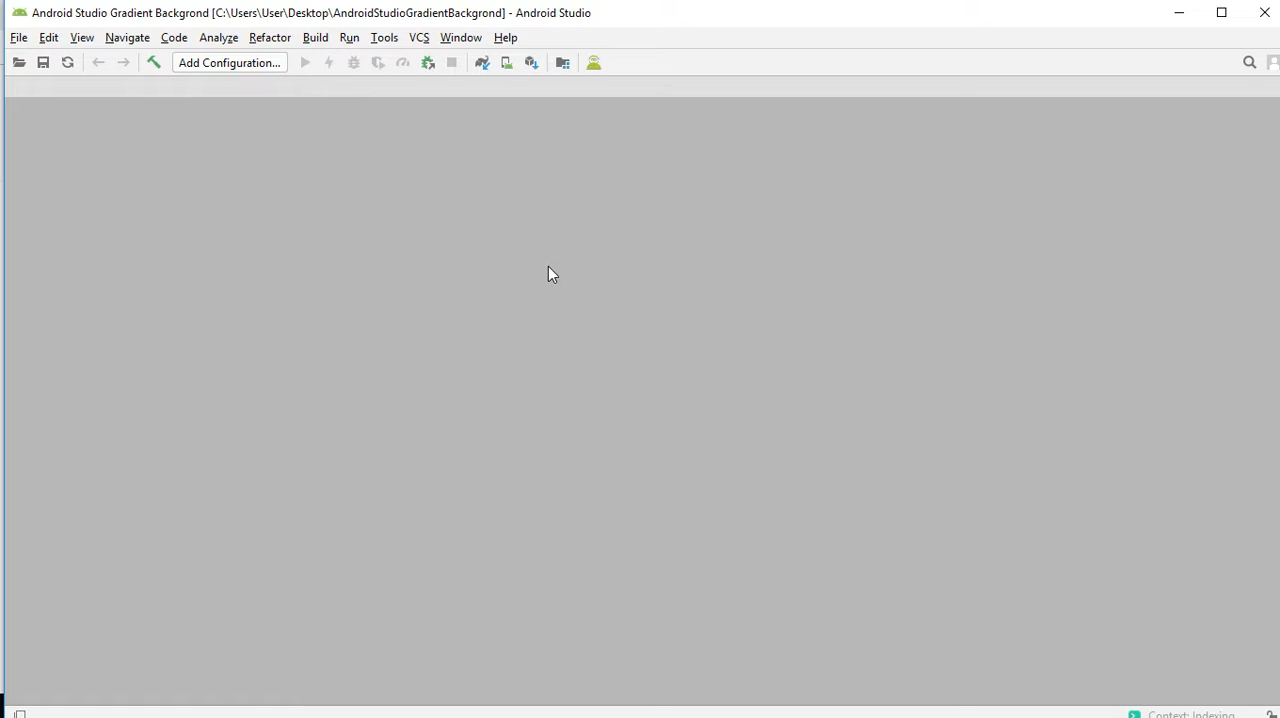 Android Studio Gradient Backgrond [C:\Users\User\Desktop\AndroidStudioGradientBackgrond] - Android Studio
File Edit View Navigate Code Analyze Refactor Build Run Tools VCS Window Help
Add Configuration...
Context: Indexing